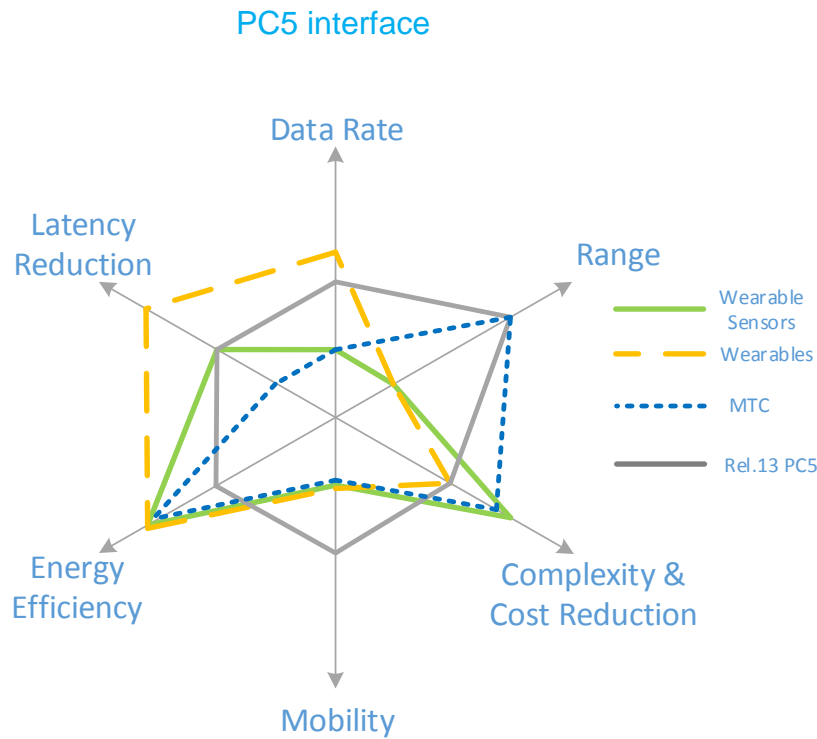 PC5 interface
Data Rate
Latency
Reduction
Range
Wearable
Sensors
Wearables
MTC
Rel.13 PC5
Energy
Efficiency
Complexity &
Cost Reduction
Mobility